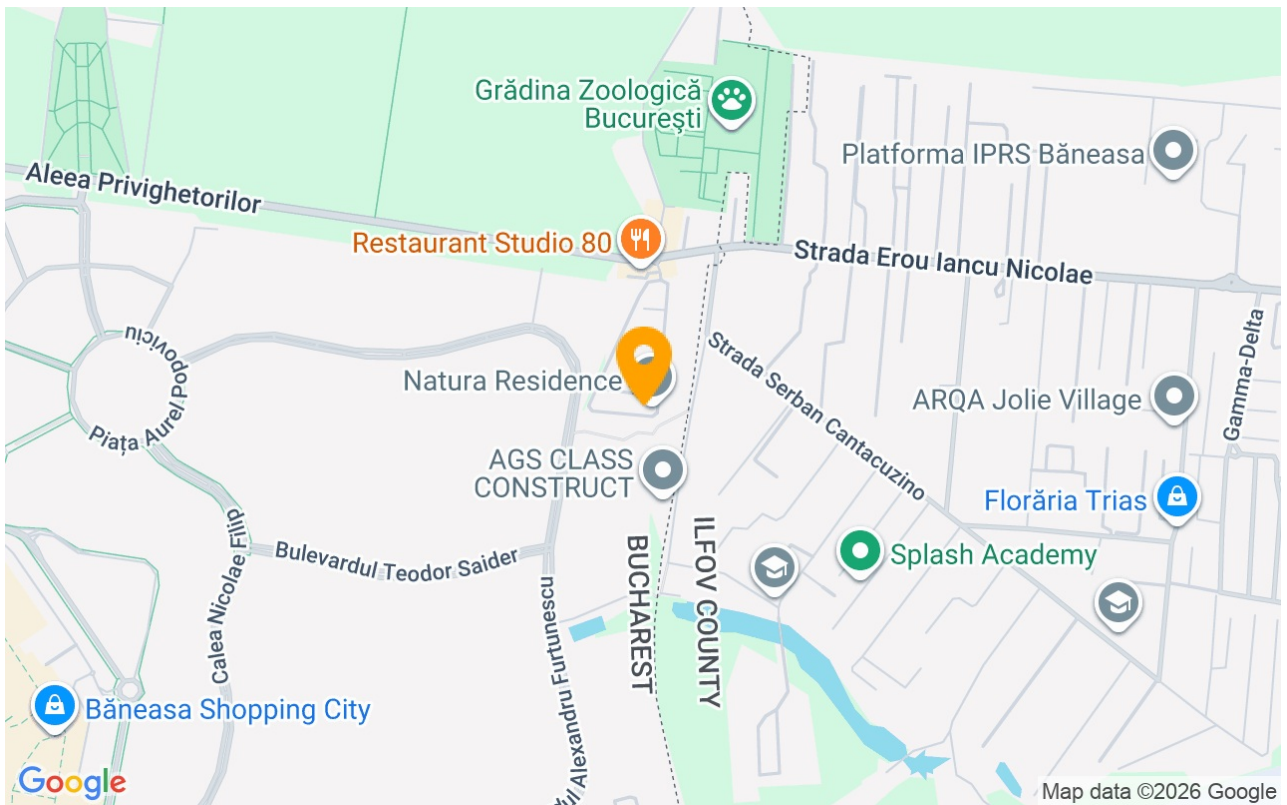 Grădina Zoologică
București
Platforma IPRS Băneasa
Aleea Privighetorilor
Restaurant Studio 80
Strada Erou Iancu Nicolae
Piața Aurel Popoviciu
Natura Residence
Strada Serban Cantacuzino
ARQA Jolie Village
Gamma-Delta
AGS CLASS
CONSTRUCT
Florăria Trias
Calea Nicolae Filip
Bulevardul Teodor Saider
BUCHAREST
ILFOV COUNTY
Splash Academy
Alexandru Furtunescu
Băneasa Shopping City
Google
Map data ©2026 Google